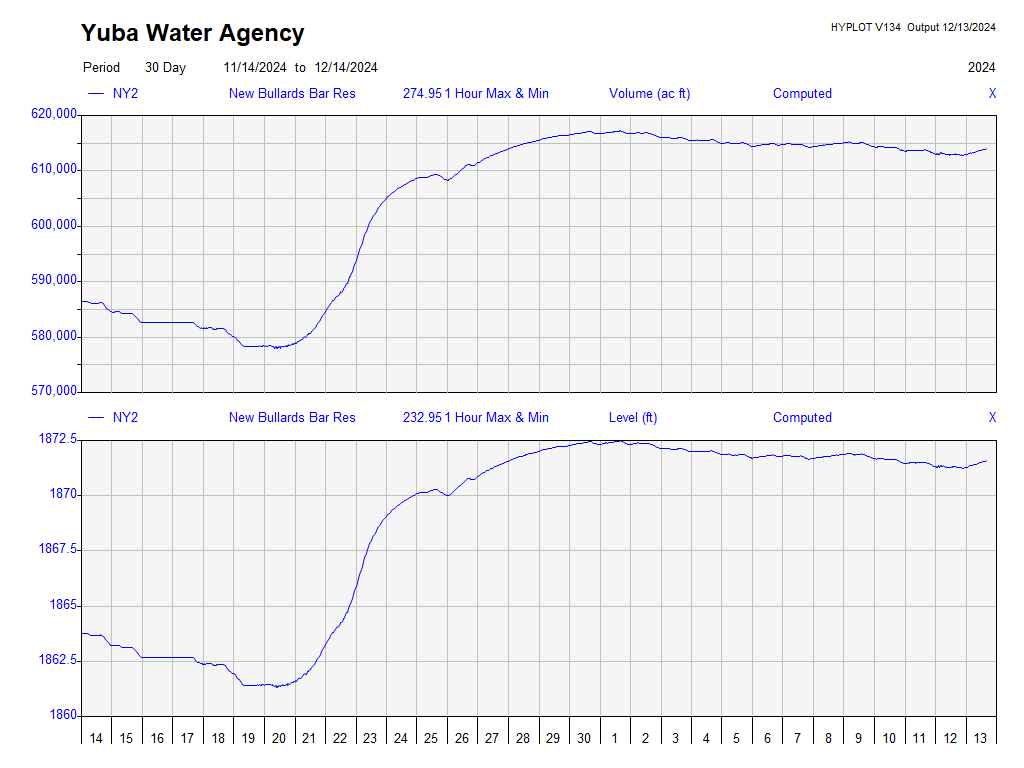 Yuba Water Agency
HYPLOT V134 Output 12/13/2024
Period 30 Day 11/14/2024 to 12/14/2024 2024
NY2 New Bullards Bar Res 274.95 1 Hour Max & Min Volume (ac ft) Computed X
620,000
610,000
600,000
590,000
580,000
570,000
NY2 New Bullards Bar Res 232.95 1 Hour Max & Min Level (ft) Computed X
1872.5
1870
1867.5
1865
1862.5
1860
14 15 16 17 18 19 20 21 22 23 24 25 26 27 28 29 30 1 2 3 4 5 6 7 8 9 10 11 12 13